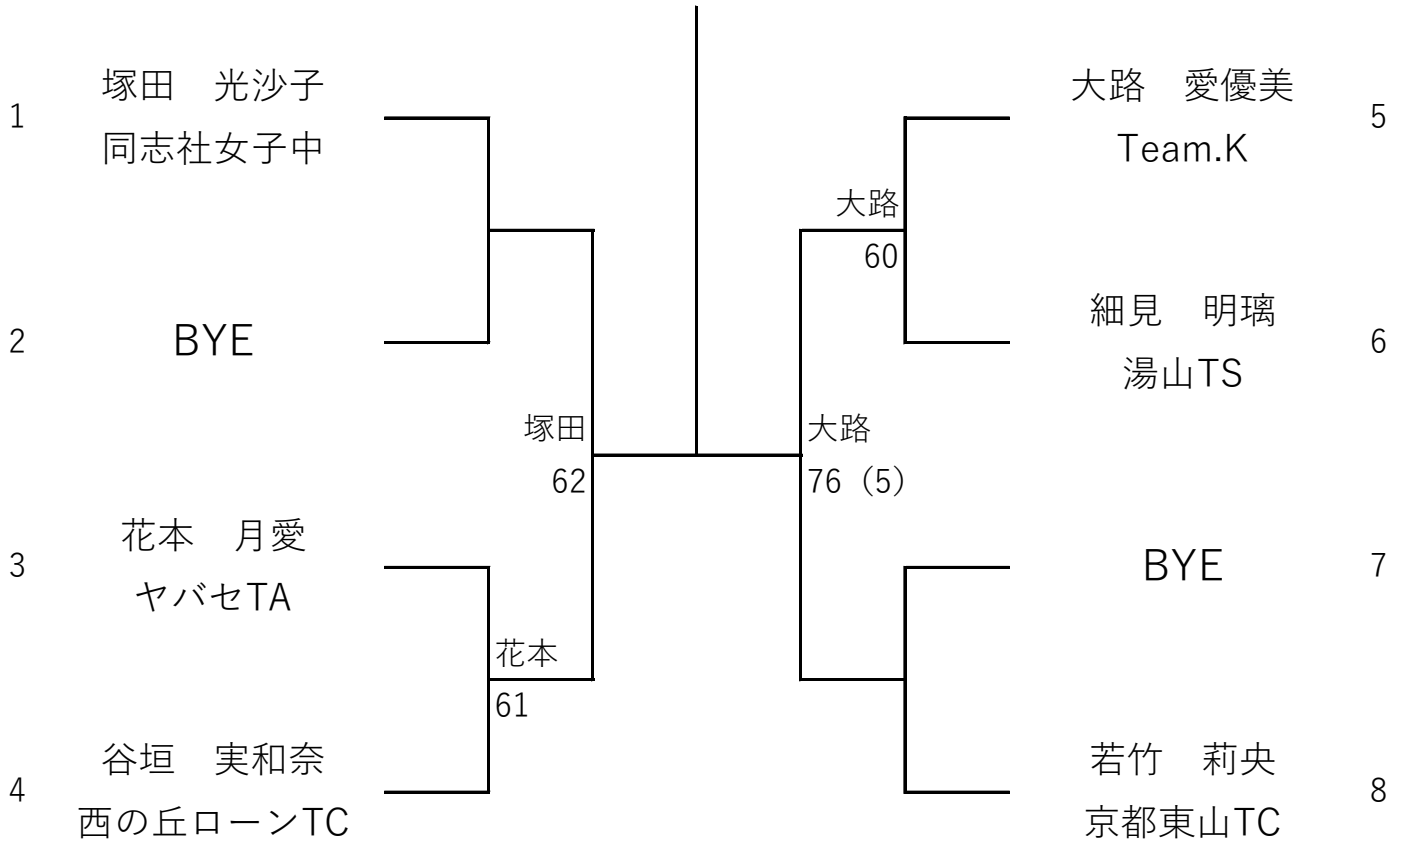 1
塚田　光沙子
同志社女子中
2
BYE
塚田
62
3
花本　月愛
ヤバセTA
花本
61
4
谷垣　実和奈
西の丘ローンTC
大路　愛優美
Team.K
5
大路
60
細見　明璃
湯山TS
6
大路
76（5）
BYE
7
若竹　莉央
京都東山TC
8